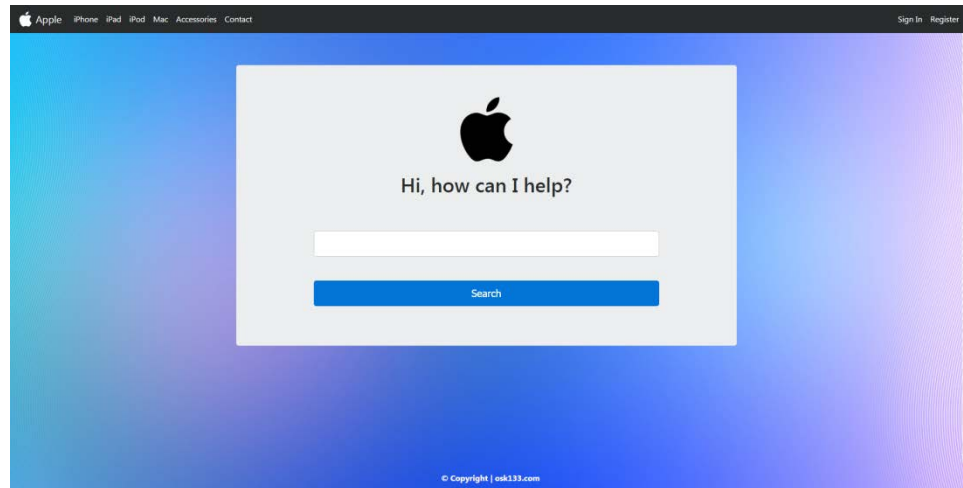 Apple iPhone iPad iPod Mac Accessories Contact Sign In Register
Hi, how can I help?
Search
© Copyright | osk133.com